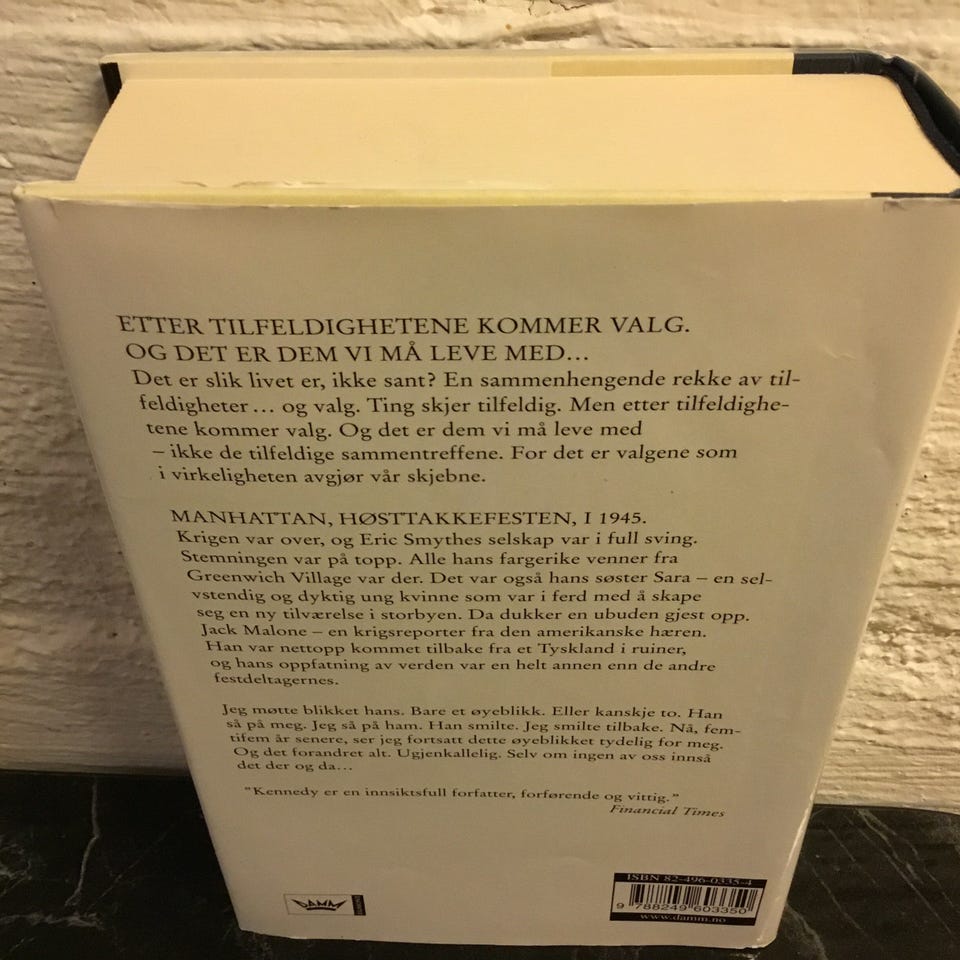 ETTER TILFELDIGHETENE KOMMER VALG.
OG DET ER DEM VI MÅ LEVE MED...
Det er slik livet er, ikke sant? En sammenhengende rekke av til-
feldigheter... og valg. Ting skjer tilfeldig. Men etter tilfeldighe-
tene kommer valg. Og det er dem vi må leve med
– ikke de tilfeldige sammentreffene. For det er valgene som
i virkeligheten avgjør vår skjebne.
MANHATTAN, HØSTTAKKEFESTEN, I 1945.
Krigen var over, og Eric Smythes selskap var i full sving.
Stemningen var på topp. Alle hans fargerike venner fra
Greenwich Village var der. Det var også hans søster Sara – en sel-
vstendig og dyktig ung kvinne som var i ferd med å skape
seg en ny tilværelse i storbyen. Da dukker en ubuden gjest opp.
Jack Malone – en krigsreporter fra den amerikanske hæren.
Han var nettopp kommet tilbake fra et Tyskland i ruiner,
og hans oppfatning av verden var en helt annen enn de andre
festdeltagernes.
Jeg møtte blikket hans. Bare et øyeblikk. Eller kanskje to. Han
så på meg. Jeg så på ham. Han smilte. Jeg smilte tilbake. Nå, fem-
tifem år senere, ser jeg fortsatt dette øyeblikket tydelig for meg.
Og det forandret alt. Ugjenkallelig. Selv om ingen av oss innså
det der og da...
"Kennedy er en innsiktsfull forfatter, forførende og vittig."
Financial Times
DAMM
ISBN 82-496-0335-4
9 788249 603350
www.damm.no